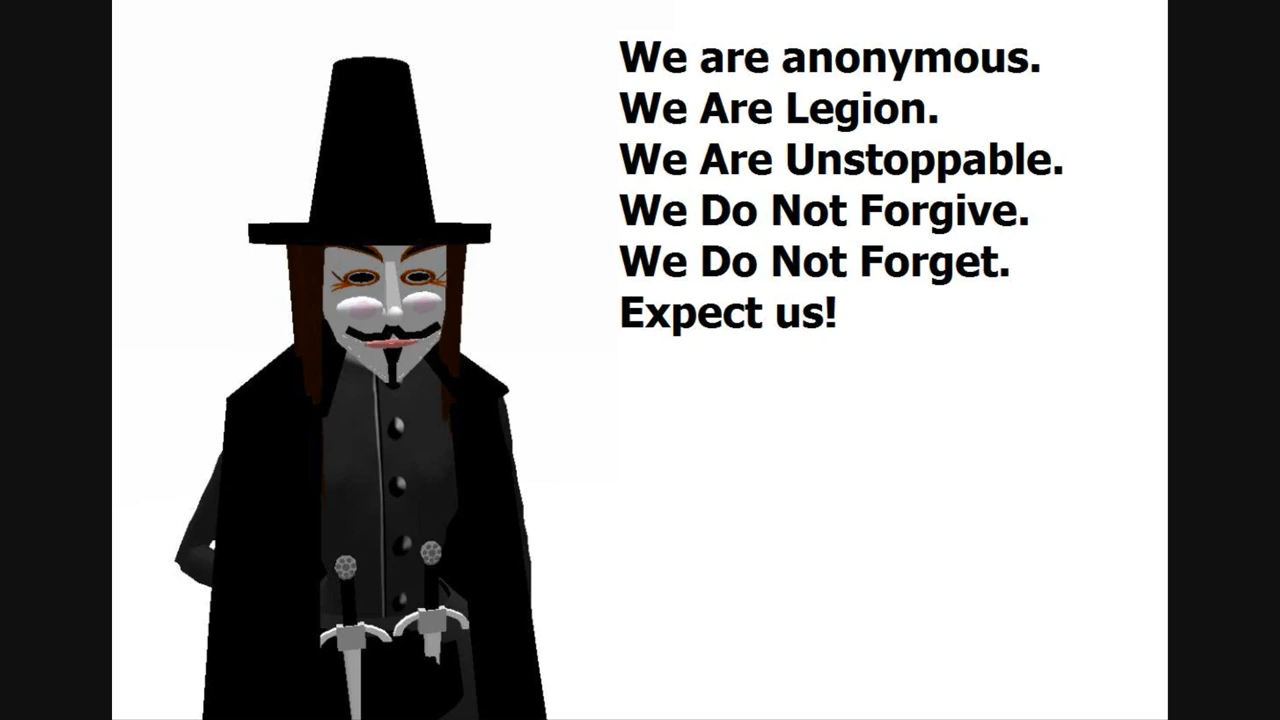 We are anonymous.
We Are Legion.
We Are Unstoppable.
We Do Not Forgive.
We Do Not Forget.
Expect us!